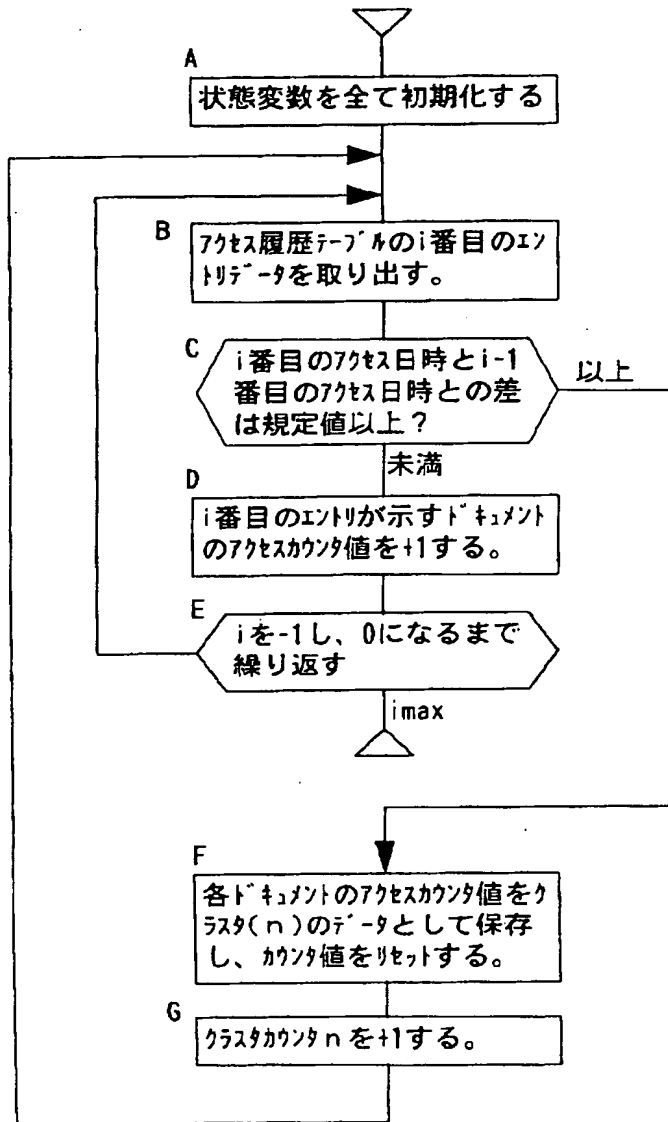 A
状態変数を全て初期化する
B
アクセス履歴テーブルのi番目のエン
トリデータを取り出す。
C
i番目のアクセス日時とi-1
番目のアクセス日時との差
は規定値以上？
以上
未満
D
i番目のエントリが示すドキュメント
のアクセスカウンタ値を+1する。
E
iを-1し、0になるまで
繰り返す
imax
F
各ドキュメントのアクセスカウンタ値をク
ラスタ(n)のデータとして保存
し、カウンタ値をリセットする。
G
クラスタカウンタnを+1する。